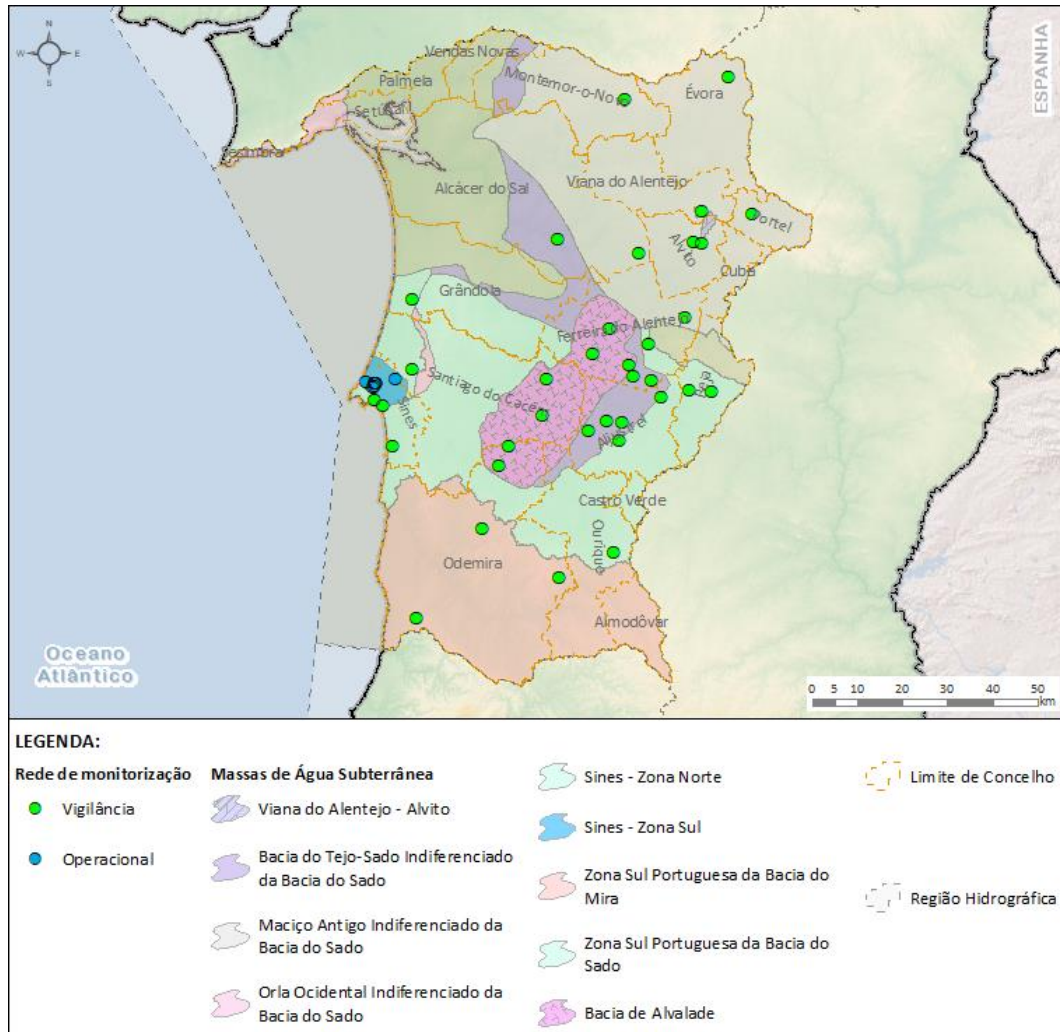 N
W
E
S
ESPANHA
Vendas Novas
Palmela
Montemor-o-Novo
Évora
Setúbal
Sesimbra
Alcácer do Sal
Viana do Alentejo
Portel
Alvito
Cuba
Grândola
Ferreira do Alentejo
Beja
Santiago do Cacém
Sines
Aljustrel
Castro Verde
Ourique
Odemira
Almodôvar
Oceano
Atlântico
0 5 10 20 30 40 50
km
LEGENDA:
Rede de monitorização
Vigilância
Operacional
Massas de Água Subterrânea
Viana do Alentejo - Alvito
Bacia do Tejo-Sado Indiferenciado
da Bacia do Sado
Maciço Antigo Indiferenciado da
Bacia do Sado
Orla Ocidental Indiferenciado da
Bacia do Sado
Sines - Zona Norte
Sines - Zona Sul
Zona Sul Portuguesa da Bacia do
Mira
Zona Sul Portuguesa da Bacia do
Sado
Bacia de Alvalade
Limite de Concelho
Região Hidrográfica